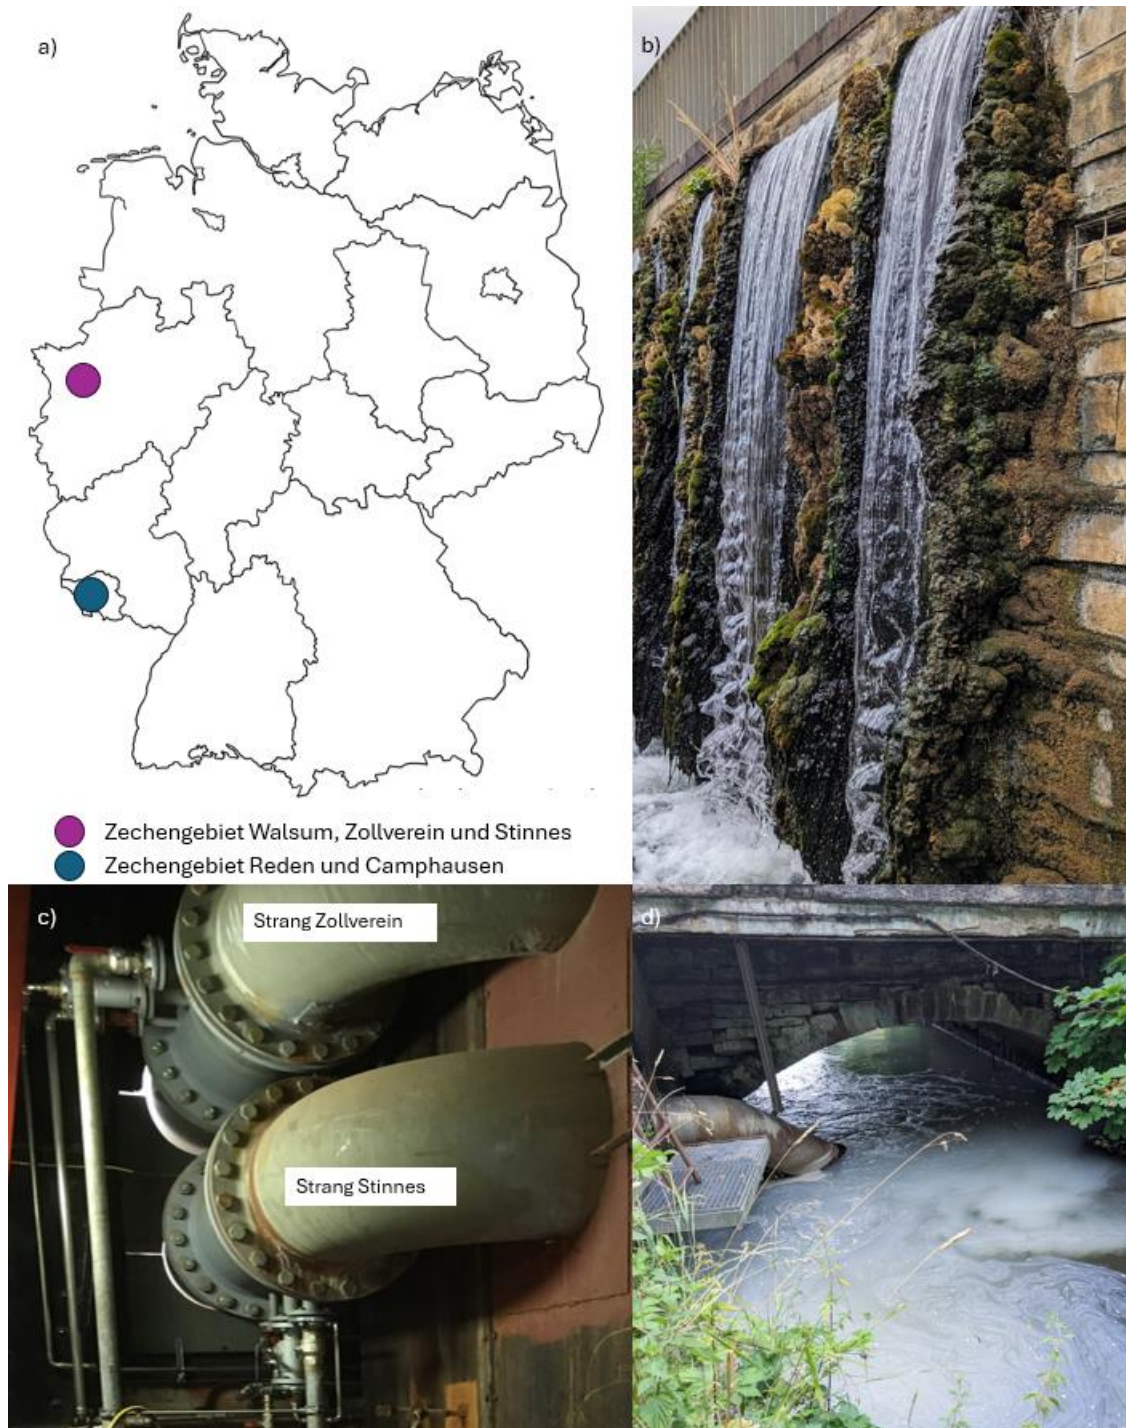 a)
b)
Zechengebiet Walsum, Zollverein und Stinnes
Zechengebiet Reden und Camphausen
c)
Strang Zollverein
d)
Strang Stinnes